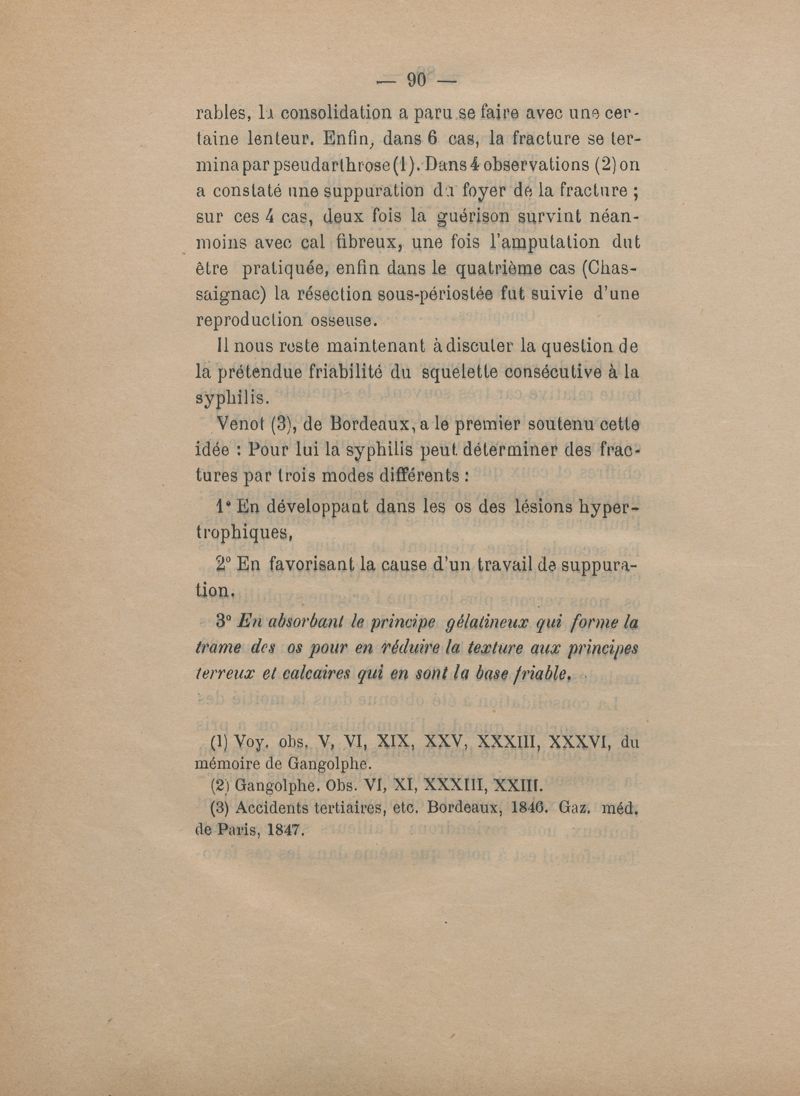 — 90 —
rables, la consolidation a paru se faire avec une cer-
taine lenteur. Enfin, dans 6 cas, la fracture se ter-
mina par pseudarthrose (1). Dans 4 observations (2) on
a constaté une suppuration du foyer de la fracture ;
sur ces 4 cas, deux fois la guérison survint néan-
moins avec cal fibreux, une fois l'amputation dut
être pratiquée, enfin dans le quatrième cas (Chas-
saignac) la résection sous-périostée fut suivie d'une
reproduction osseuse.
Il nous reste maintenant à discuter la question de
la prétendue friabilité du squelette consécutive à la
syphilis.
Venot (3), de Bordeaux, a le premier soutenu cette
idée : Pour lui la syphilis peut déterminer des frac-
tures par trois modes différents :
1° En développant dans les os des lésions hyper-
trophiques,
2° En favorisant la cause d'un travail de suppura-
tion.
3° En absorbant le principe gélatineux qui forme la
trame des os pour en réduire la texture aux principes
terreux et calcaires qui en sont la base friable.
(1) Voy. obs. V, VI, XIX, XXV, XXXIII, XXXVI, du
mémoire de Gangolphe.
(2) Gangolphe. Obs. VI, XI, XXXIII, XXIII.
(3) Accidents tertiaires, etc. Bordeaux, 1846. Gaz. méd.
de Paris, 1847.